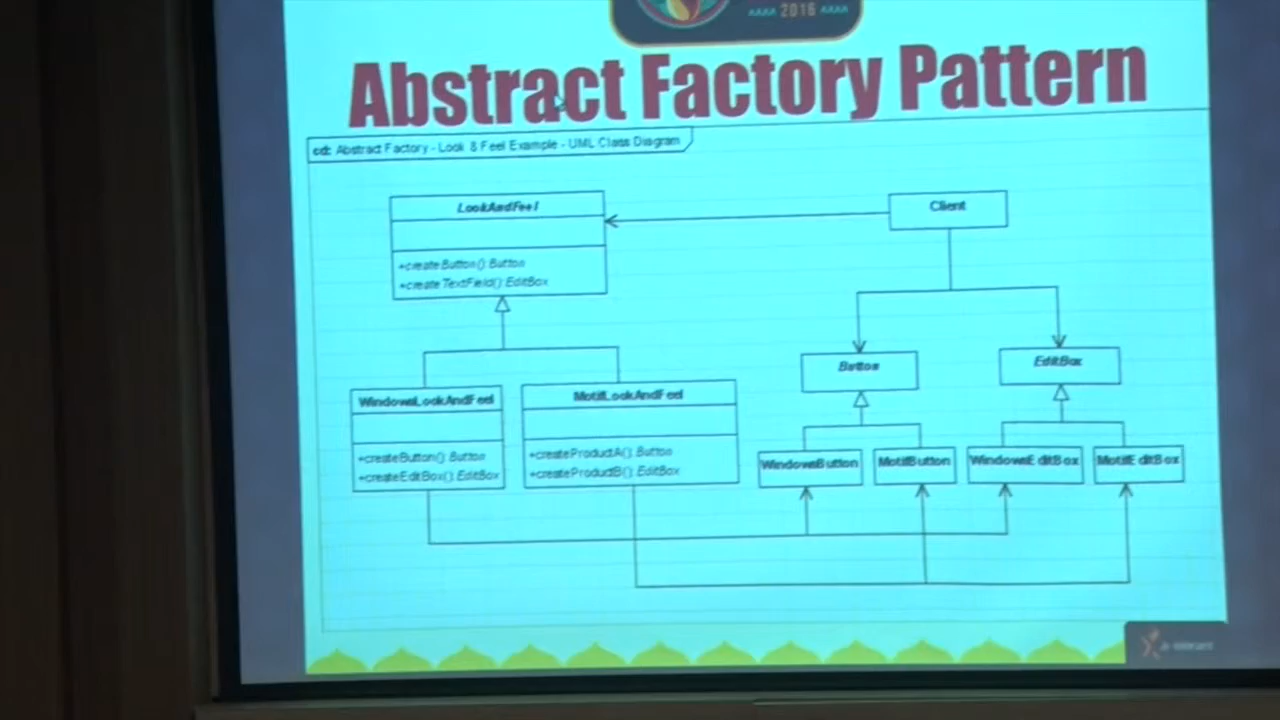 2016
Abstract Factory Pattern
cd: Abstract Factory - Look & Feel Example - UML Class Diagram
LookAndFeel
+createButton():Button
+createTextField():EditBox
Client
Button
EditBox
WindowsLookAndFeel
+createButton():Button
+createEditBox():EditBox
MotifLookAndFeel
+createProductA():Button
+createProductB():EditBox
WindowsButton
MotifButton
WindowsEditBox
MotifEditBox